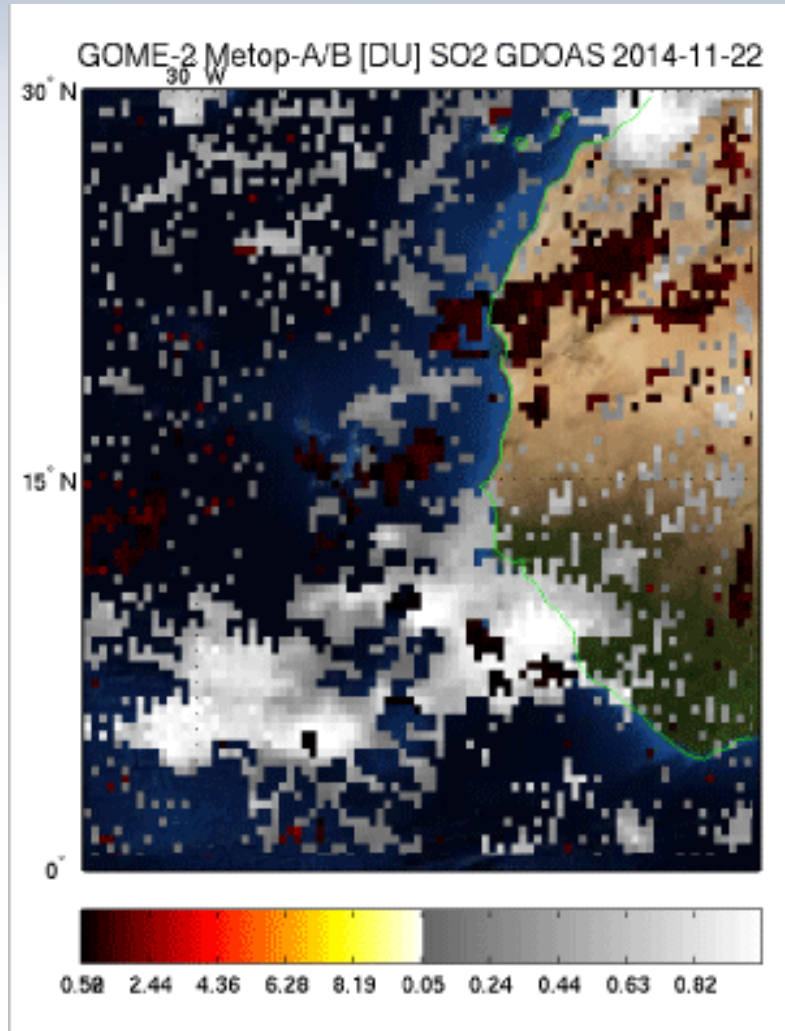 GOME-2 Metop-A/B [DU] SO2 GDOAS 2014-11-22
30° W
30° N
15° N
0°
2.44 4.36 6.28 8.19 0.05 0.24 0.44 0.63 0.82